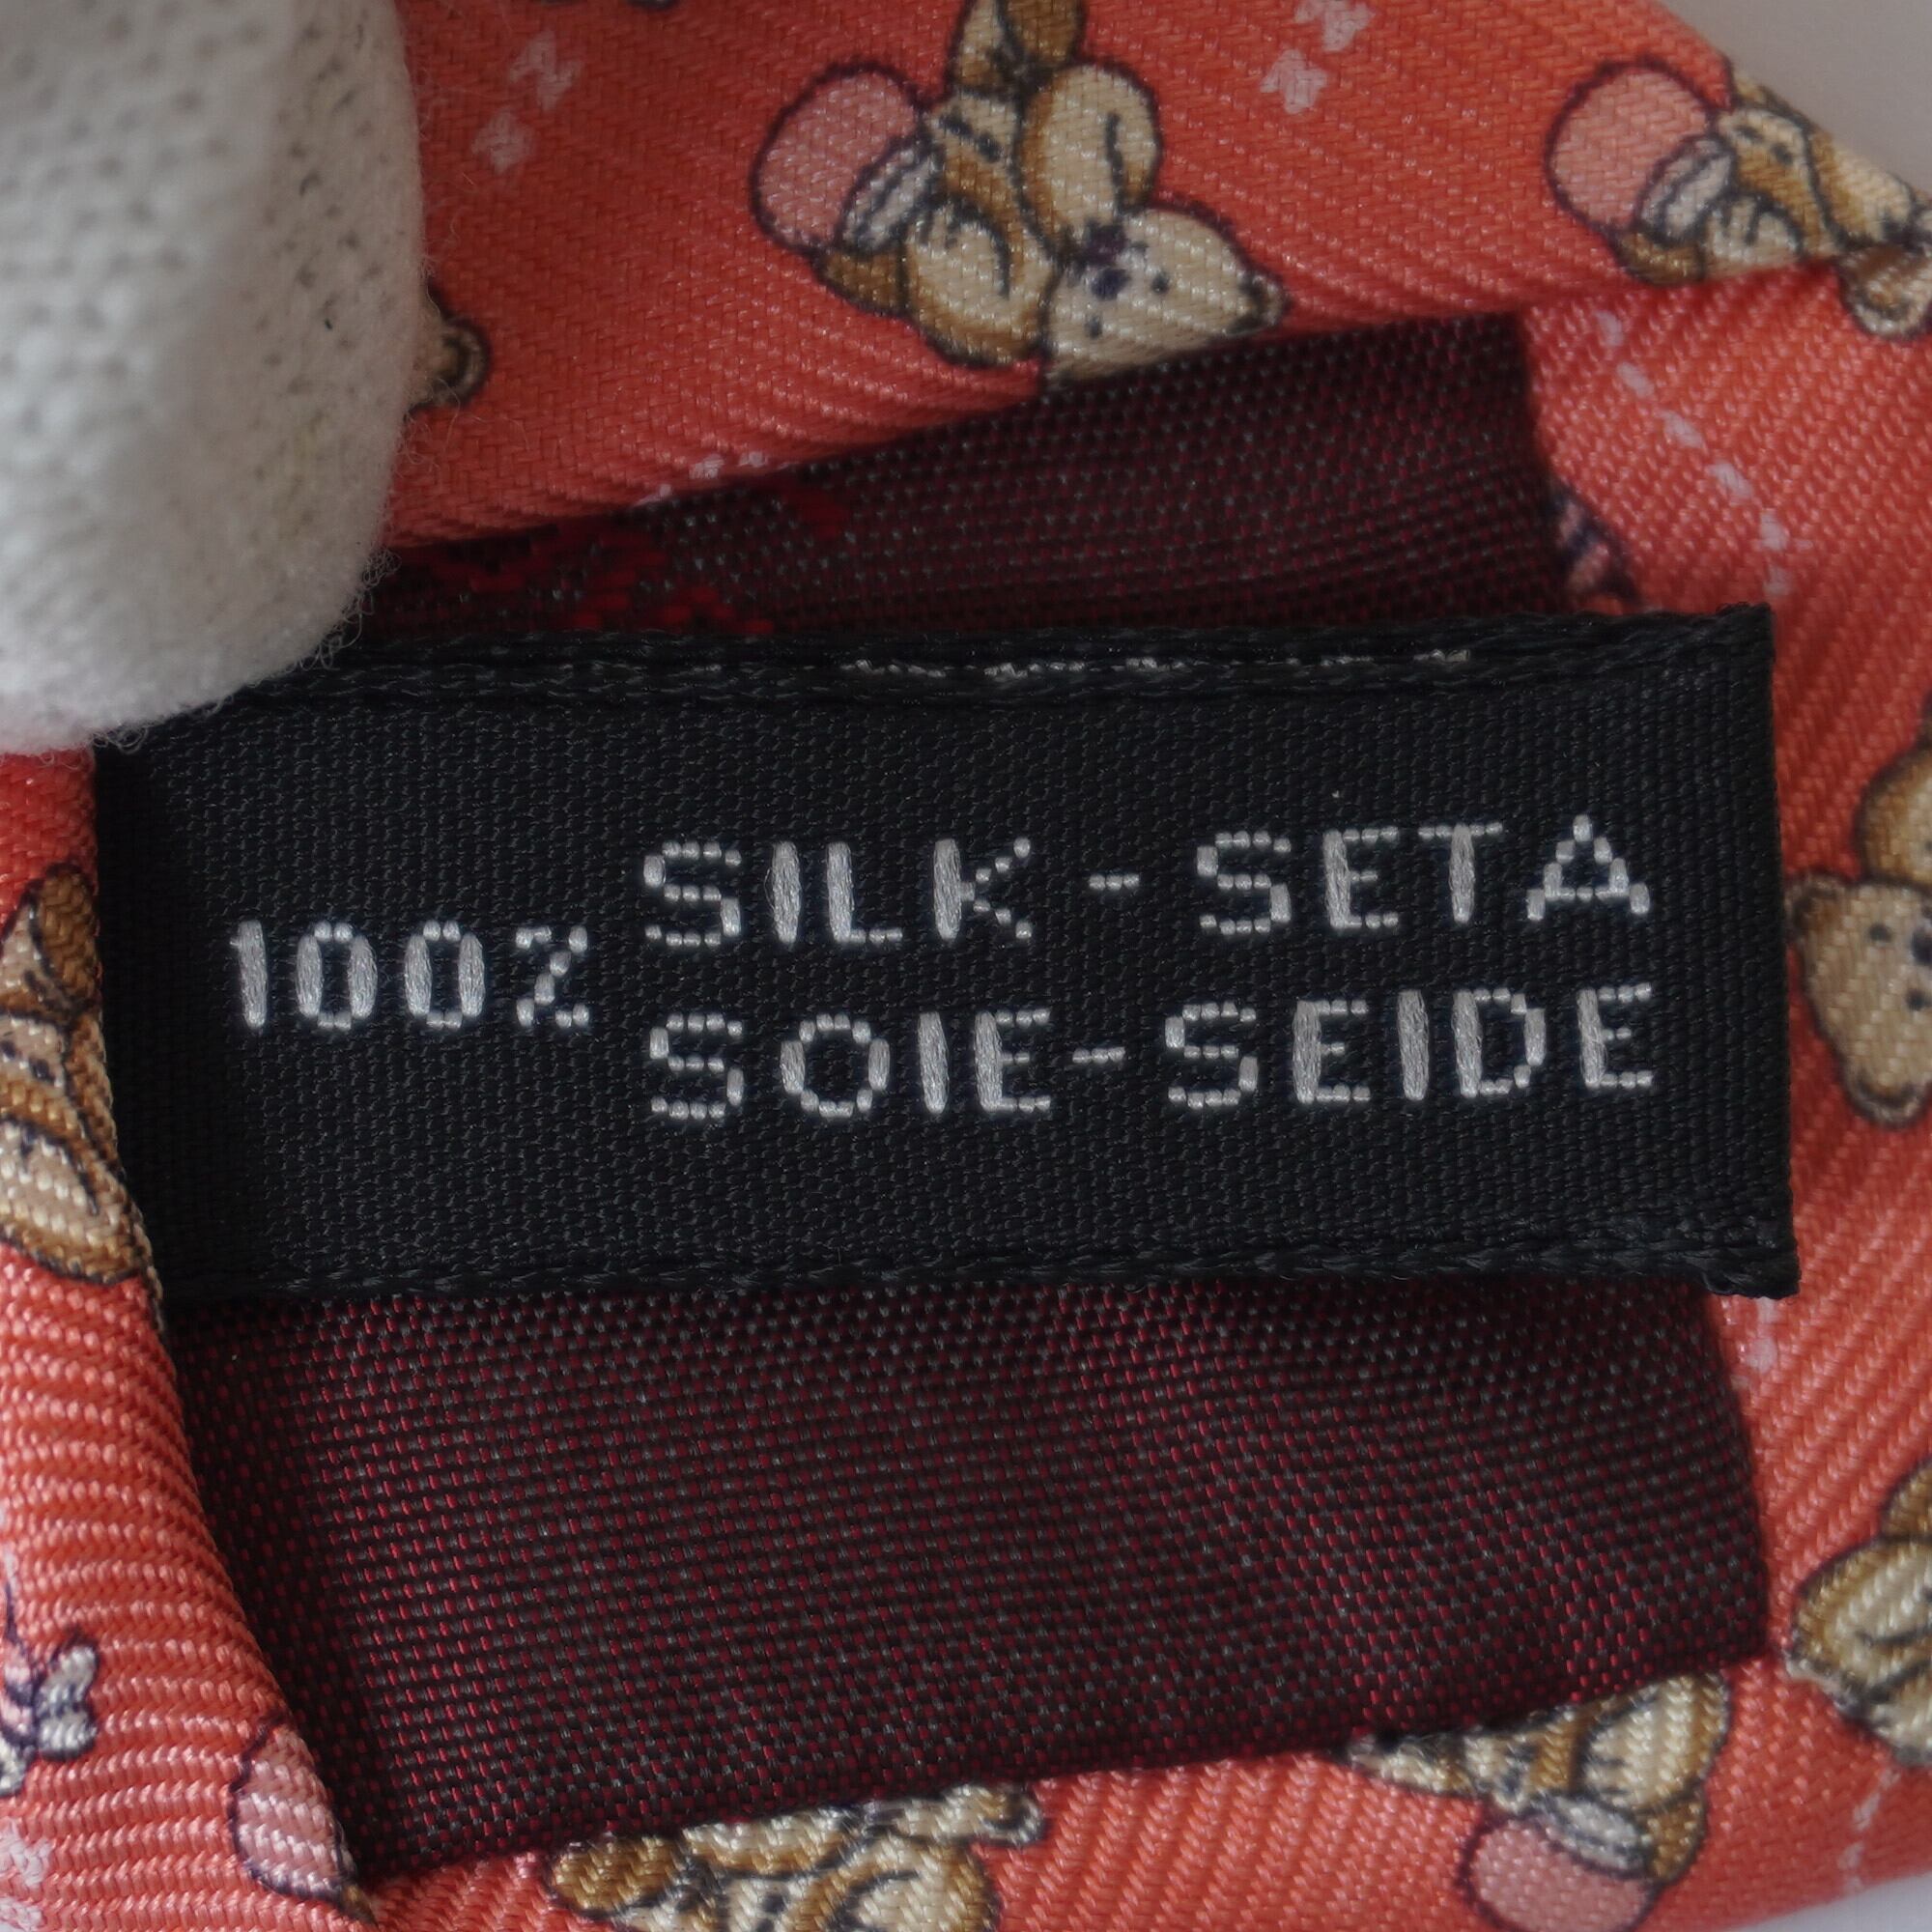 100% SILK - SETA
SOIE - SEIDE